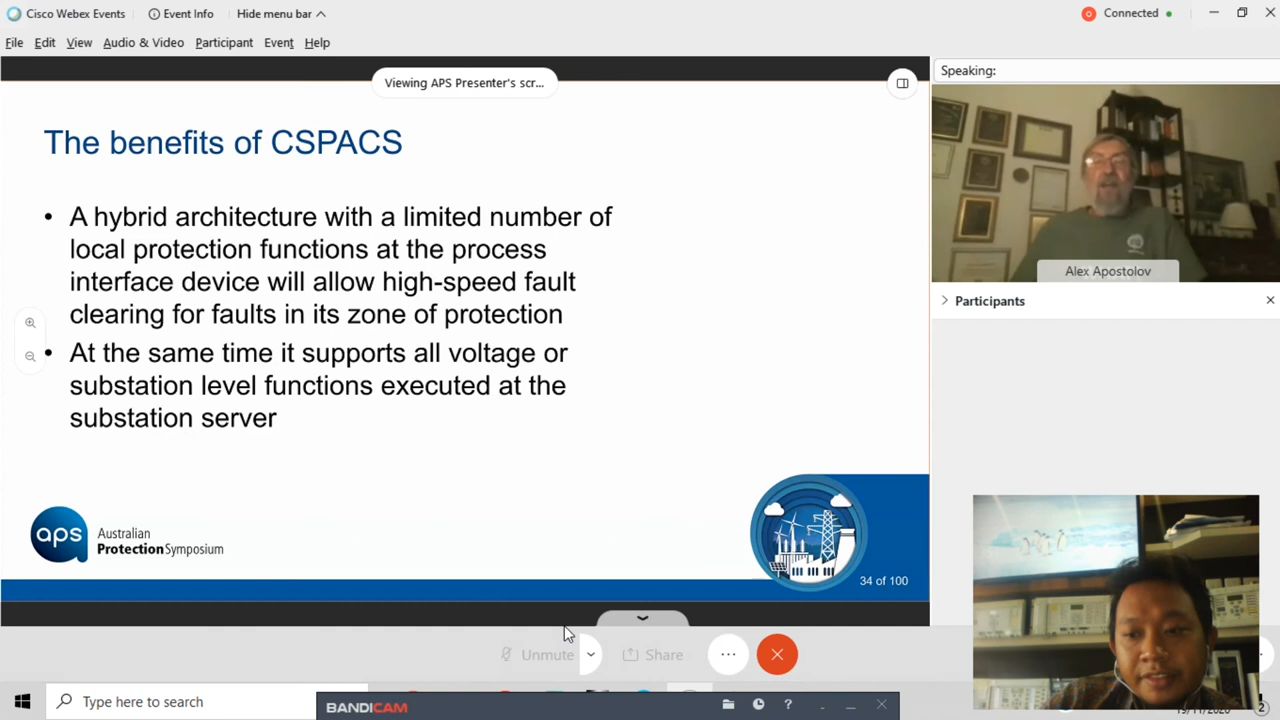 Cisco Webex Events
Event Info
Hide menu bar
Connected
File Edit View Audio & Video Participant Event Help
Viewing APS Presenter's scr...
Speaking:
The benefits of CSPACS
• A hybrid architecture with a limited number of
local protection functions at the process
interface device will allow high-speed fault
clearing for faults in its zone of protection
• At the same time it supports all voltage or
substation level functions executed at the
substation server
Alex Apostolov
Participants
aps
Australian
ProtectionSymposium
34 of 100
Unmute
Share
Type here to search
BANDICAM
2